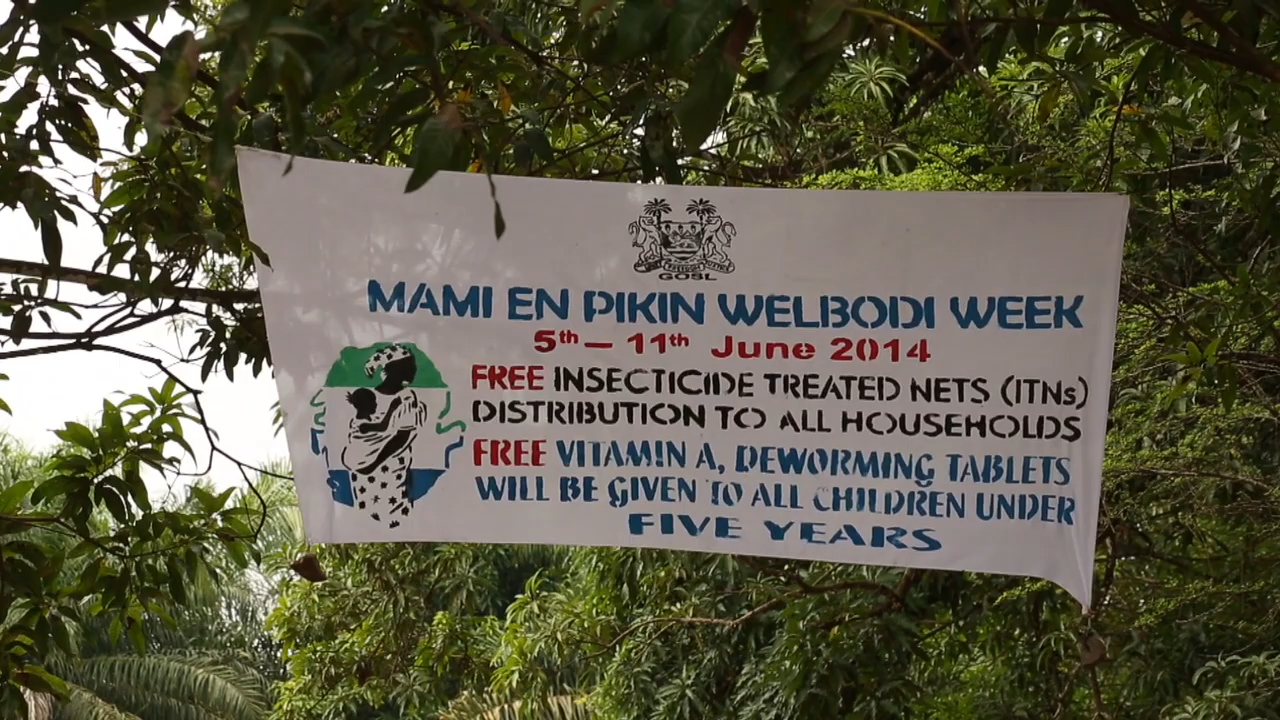 GOSL
MAMI EN PIKIN WELBODI WEEK
5th – 11th June 2014
FREE INSECTICIDE TREATED NETS (ITNs)
DISTRIBUTION TO ALL HOUSEHOLDS
FREE VITAMIN A, DEWORMING TABLETS
WILL BE GIVEN TO ALL CHILDREN UNDER
FIVE YEARS